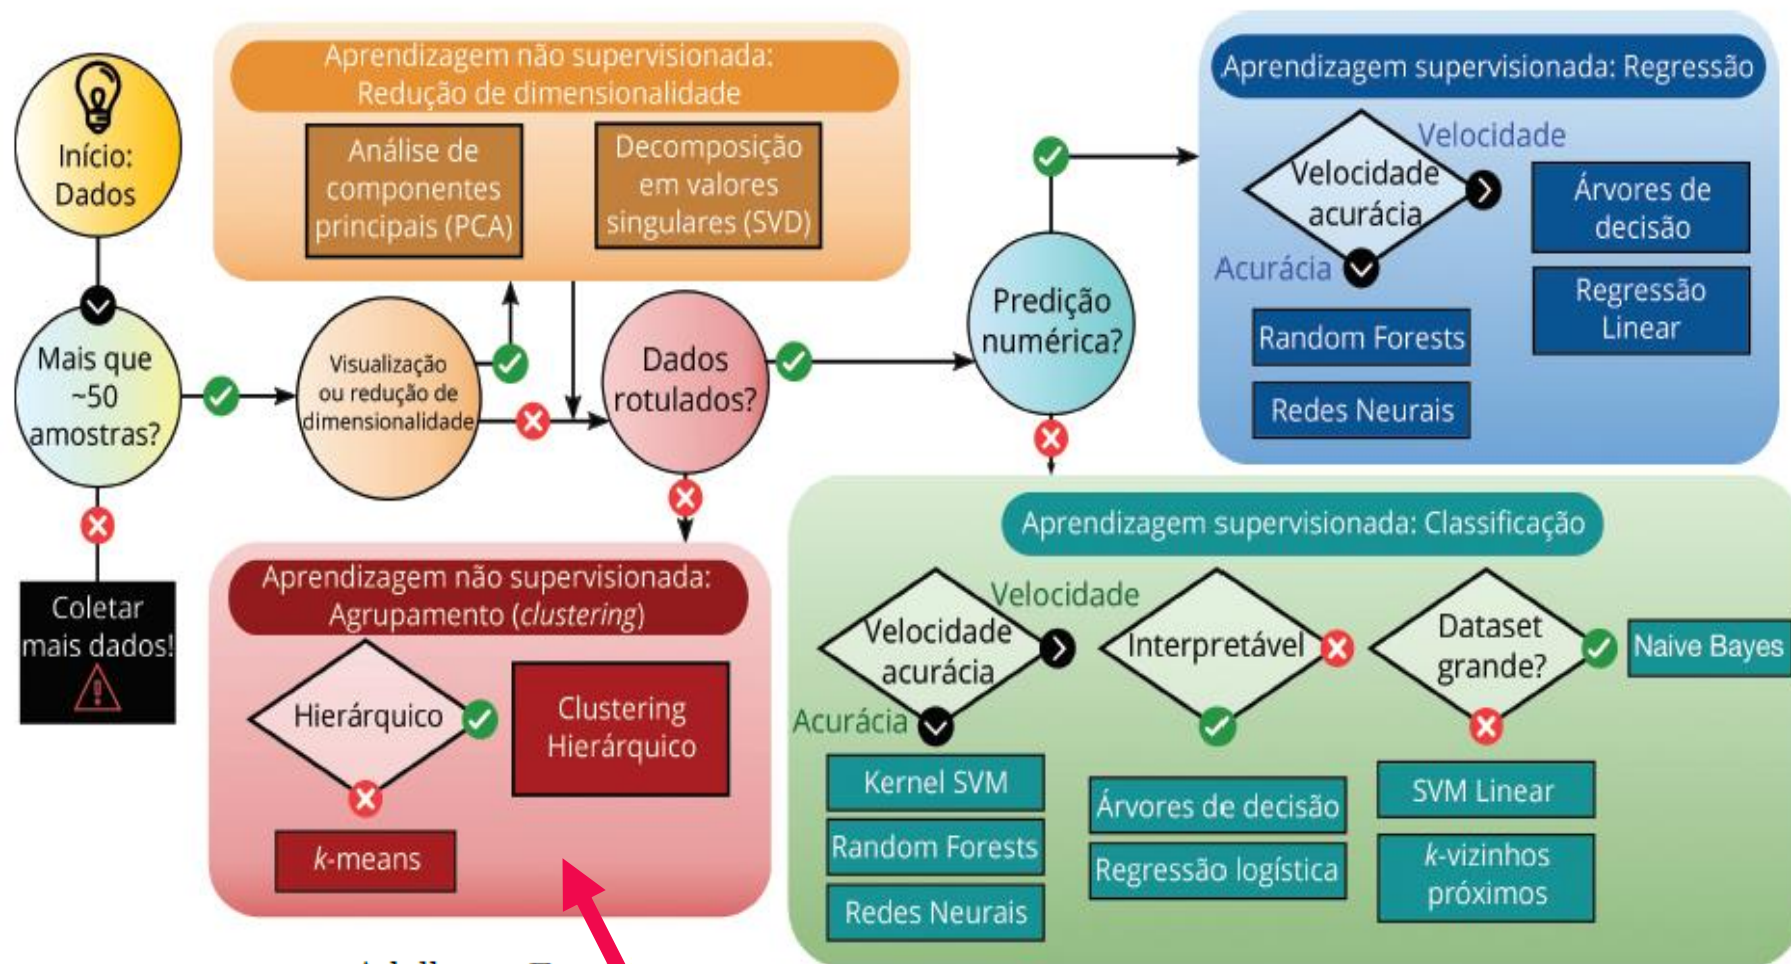 Início:
Dados
Mais que
~50
amostras?
Coletar
mais dados!
Aprendizagem não supervisionada:
Redução de dimensionalidade
Análise de
componentes
principais (PCA)
Decomposição
em valores
singulares (SVD)
Visualização
ou redução de
dimensionalidade
Dados
rotulados?
Predição
numérica?
Aprendizagem supervisionada: Regressão
Velocidade
acurácia
Velocidade
Acurácia
Árvores de
decisão
Regressão
Linear
Random Forests
Redes Neurais
Aprendizagem não supervisionada:
Agrupamento (clustering)
Hierárquico
Clustering
Hierárquico
k-means
Aprendizagem supervisionada: Classificação
Velocidade
acurácia
Velocidade
Acurácia
Kernel SVM
Random Forests
Redes Neurais
Interpretável
Árvores de decisão
Regressão logística
Dataset
grande?
Naive Bayes
SVM Linear
k-vizinhos
próximos